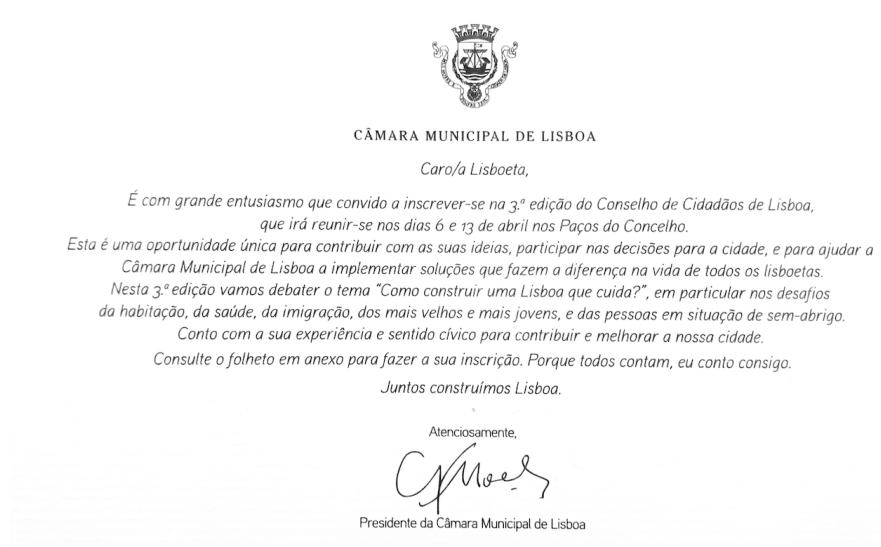 CÂMARA MUNICIPAL DE LISBOA
Caro/a Lisboeta,
É com grande entusiasmo que convido a inscrever-se na 3.ª edição do Conselho de Cidadãos de Lisboa,
que irá reunir-se nos dias 6 e 13 de abril nos Paços do Concelho.
Esta é uma oportunidade única para contribuir com as suas ideias, participar nas decisões para a cidade, e para ajudar a
Câmara Municipal de Lisboa a implementar soluções que fazem a diferença na vida de todos os lisboetas.
Nesta 3.ª edição vamos debater o tema “Como construir uma Lisboa que cuida?”, em particular nos desafios
da habitação, da saúde, da imigração, dos mais velhos e mais jovens, e das pessoas em situação de sem-abrigo.
Conto com a sua experiência e sentido cívico para contribuir e melhorar a nossa cidade.
Consulte o folheto em anexo para fazer a sua inscrição. Porque todos contam, eu conto consigo.
Juntos construímos Lisboa.
Atenciosamente,
Presidente da Câmara Municipal de Lisboa